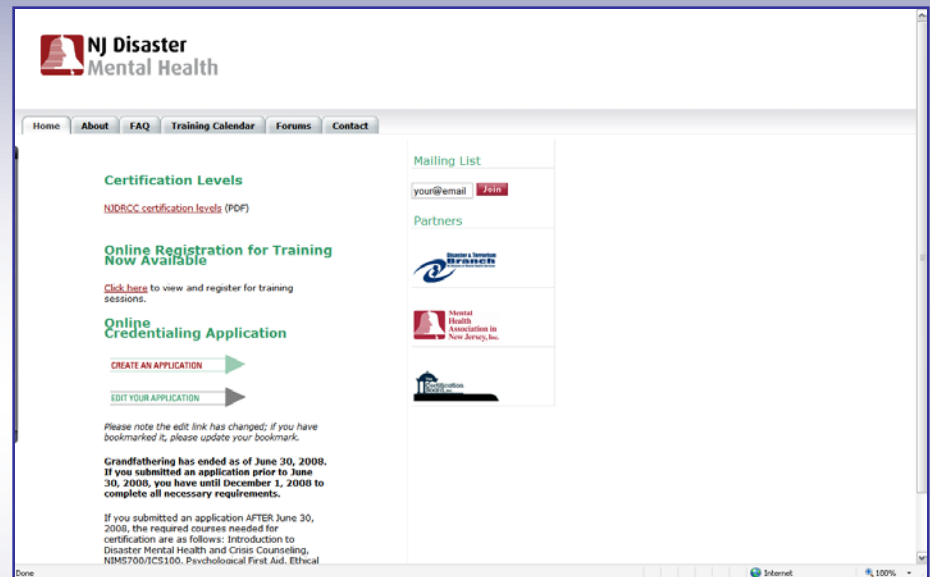 NJ Disaster
Mental Health
Home About FAQ Training Calendar Forums Contact
Certification Levels
NJDRCC certification levels (PDF)
Online Registration for Training
Now Available
Click here to view and register for training
sessions.
Online
Credentialing Application
CREATE AN APPLICATION
EDIT YOUR APPLICATION
Please note the edit link has changed; if you have
bookmarked it, please update your bookmark.
Grandfathering has ended as of June 30, 2008.
If you submitted an application prior to June
30, 2008, you have until December 1, 2008 to
complete all necessary requirements.
If you submitted an application AFTER June 30,
2008, the required courses needed for
certification are as follows: Introduction to
Disaster Mental Health and Crisis Counseling,
NIMS700/ICS100, Psychological First Aid, Ethical
Mailing List
your@email Join
Partners
Disaster & Terrorism
Branch
Mental
Health
Association in
New Jersey, Inc.
The
Certification
Board, Inc.
Done Internet 100%